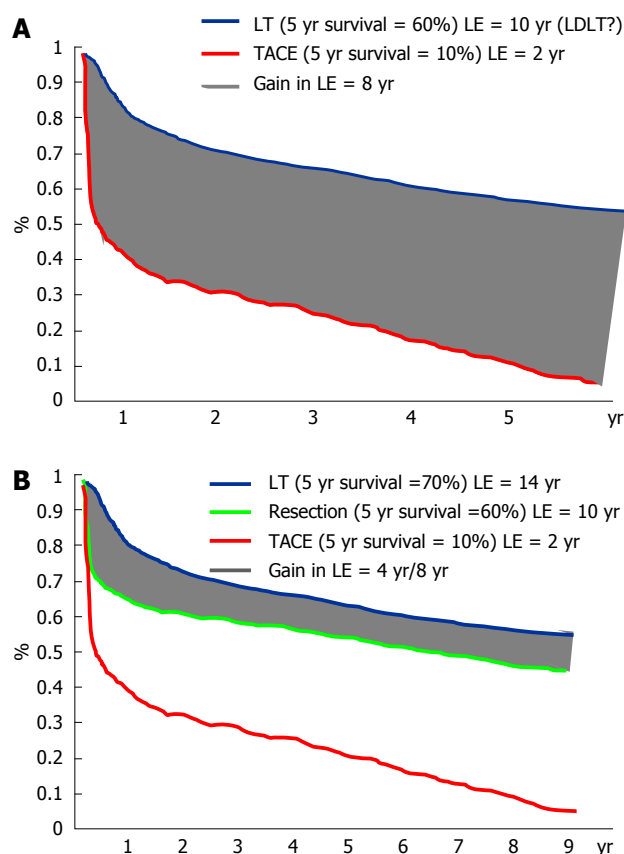 A
LT (5 yr survival = 60%) LE = 10 yr (LDLT?)
TACE (5 yr survival = 10%) LE = 2 yr
Gain in LE = 8 yr
%
1
0.9
0.8
0.7
0.6
0.5
0.4
0.3
0.2
0.1
0
1 2 3 4 5 yr
B
LT (5 yr survival =70%) LE = 14 yr
Resection (5 yr survival =60%) LE = 10 yr
TACE (5 yr survival = 10%) LE = 2 yr
Gain in LE = 4 yr/8 yr
%
1
0.9
0.8
0.7
0.6
0.5
0.4
0.3
0.2
0.1
0
1 2 3 4 5 6 7 8 9 yr